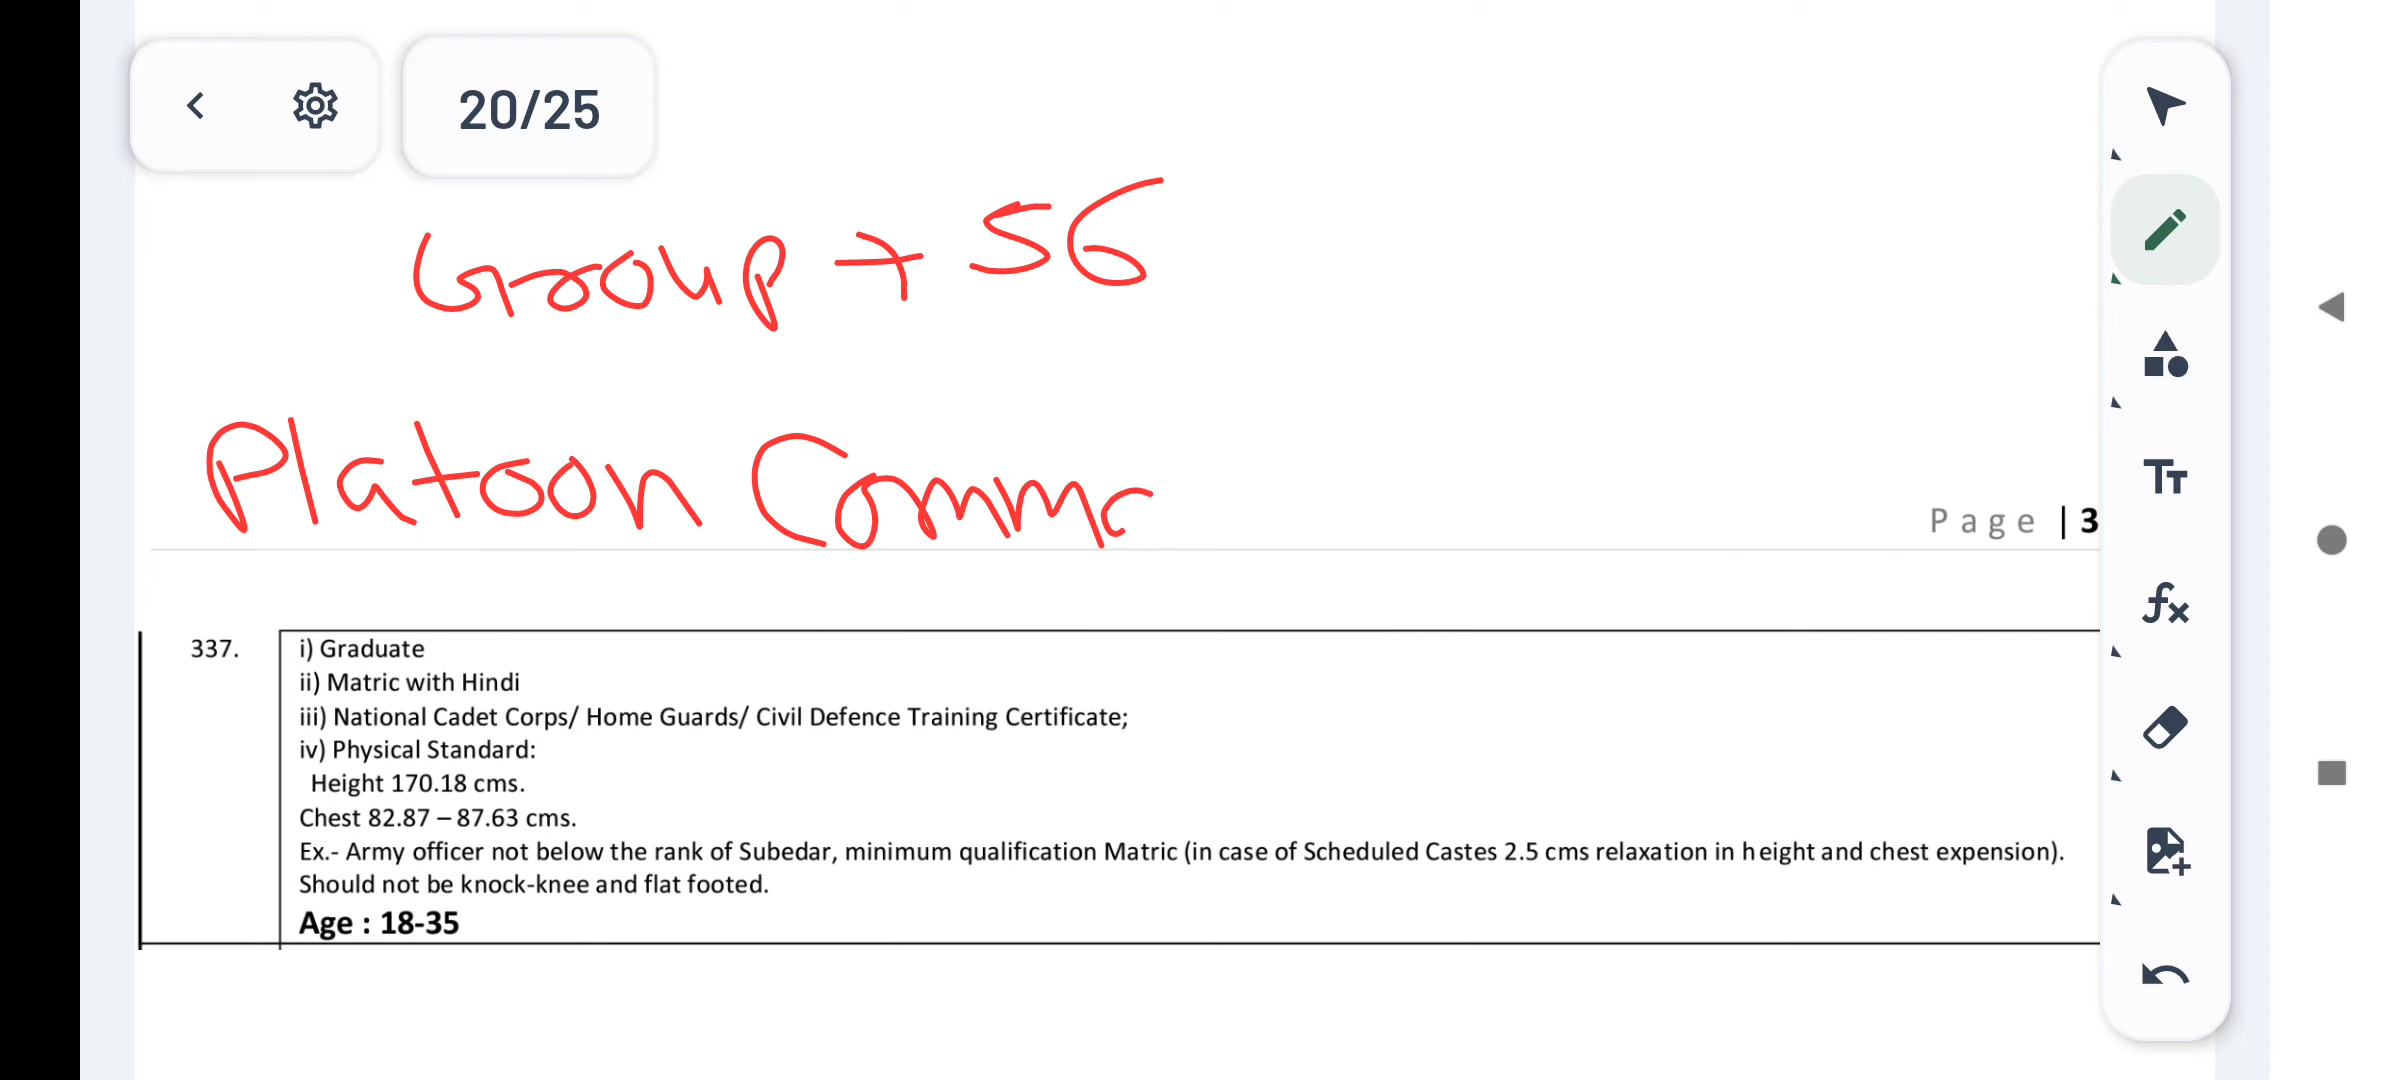 20/25
Group → 56
Platoon Comma
Page | 3
337.
i) Graduate
ii) Matric with Hindi
iii) National Cadet Corps/ Home Guards/ Civil Defence Training Certificate;
iv) Physical Standard:
Height 170.18 cms.
Chest 82.87 – 87.63 cms.
Ex.- Army officer not below the rank of Subedar, minimum qualification Matric (in case of Scheduled Castes 2.5 cms relaxation in height and chest expension).
Should not be knock-knee and flat footed.
Age : 18-35